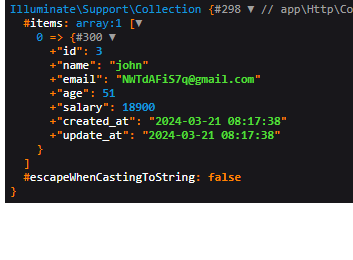 Illuminate\Support\Collection {#298 ▼ // app\Http\Co
#items: array:1 [▼
0 => {#300 ▼
+"id": 3
+"name": "john"
+"email": "NWTdAFiS7q@gmail.com"
+"age": 51
+"salary": 18900
+"created_at": "2024-03-21 08:17:38"
+"update_at": "2024-03-21 08:17:38"
}
]
#escapeWhenCastingToString: false
}